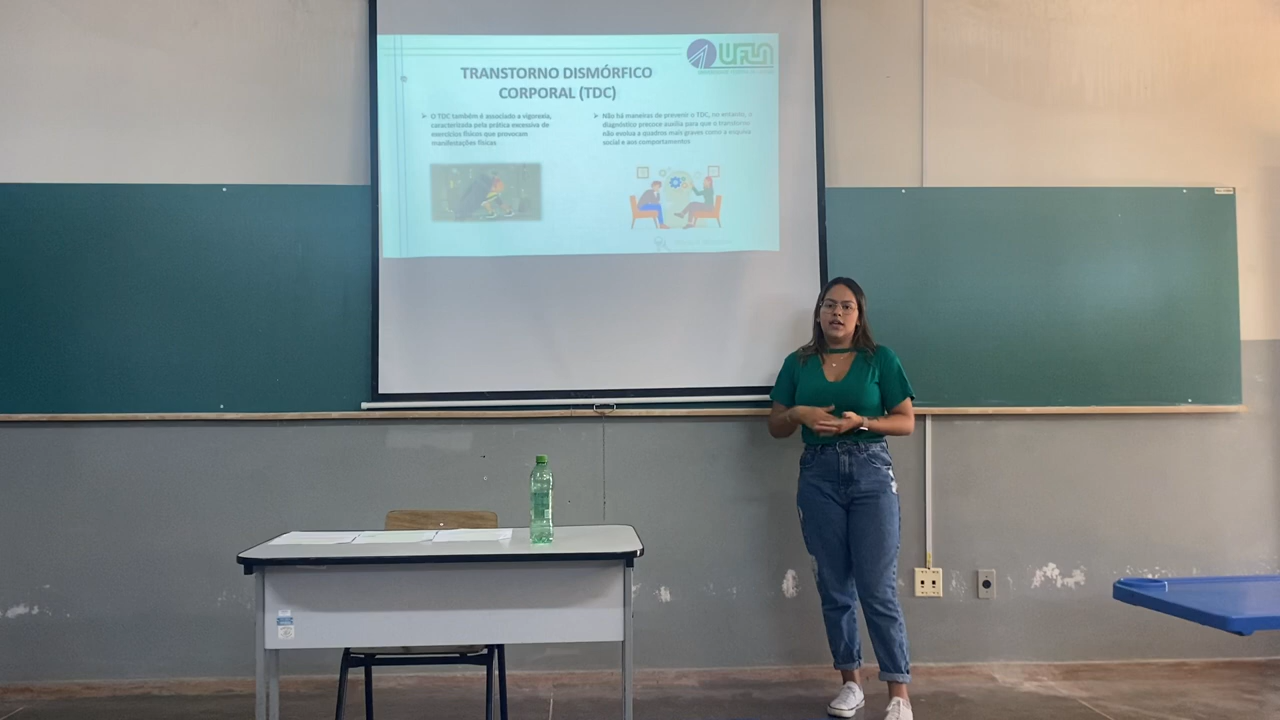 UFLA
TRANSTORNO DISMÓRFICO
CORPORAL (TDC)
O TDC também é associado a vigorexia,
caracterizada pela prática excessiva de
exercícios físicos que provocam
manifestações físicas
Não há maneiras de prevenir o TDC, no entanto, o
diagnóstico precoce auxilia para que o transtorno
não evolua a quadros mais graves como a esquiva
social e aos comportamentos